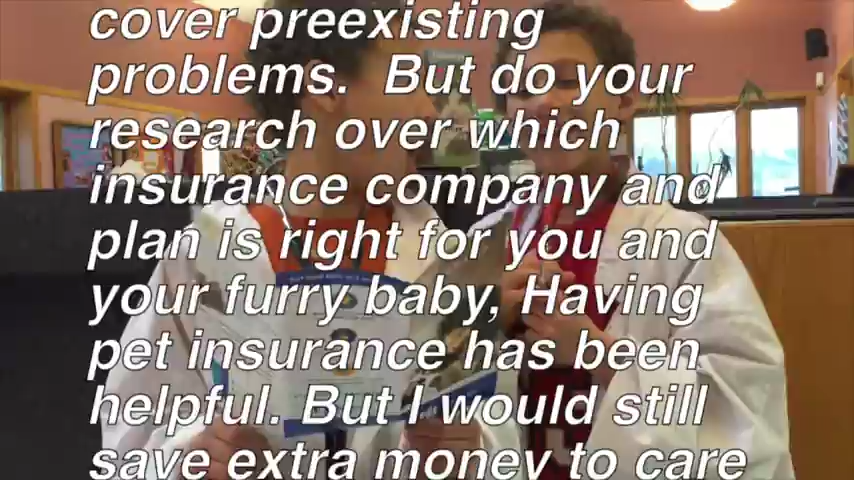 cover preexisting
problems.  But do your
research over which
insurance company and
plan is right for you and
your furry baby, Having
pet insurance has been
helpful. But I would still
save extra money to care